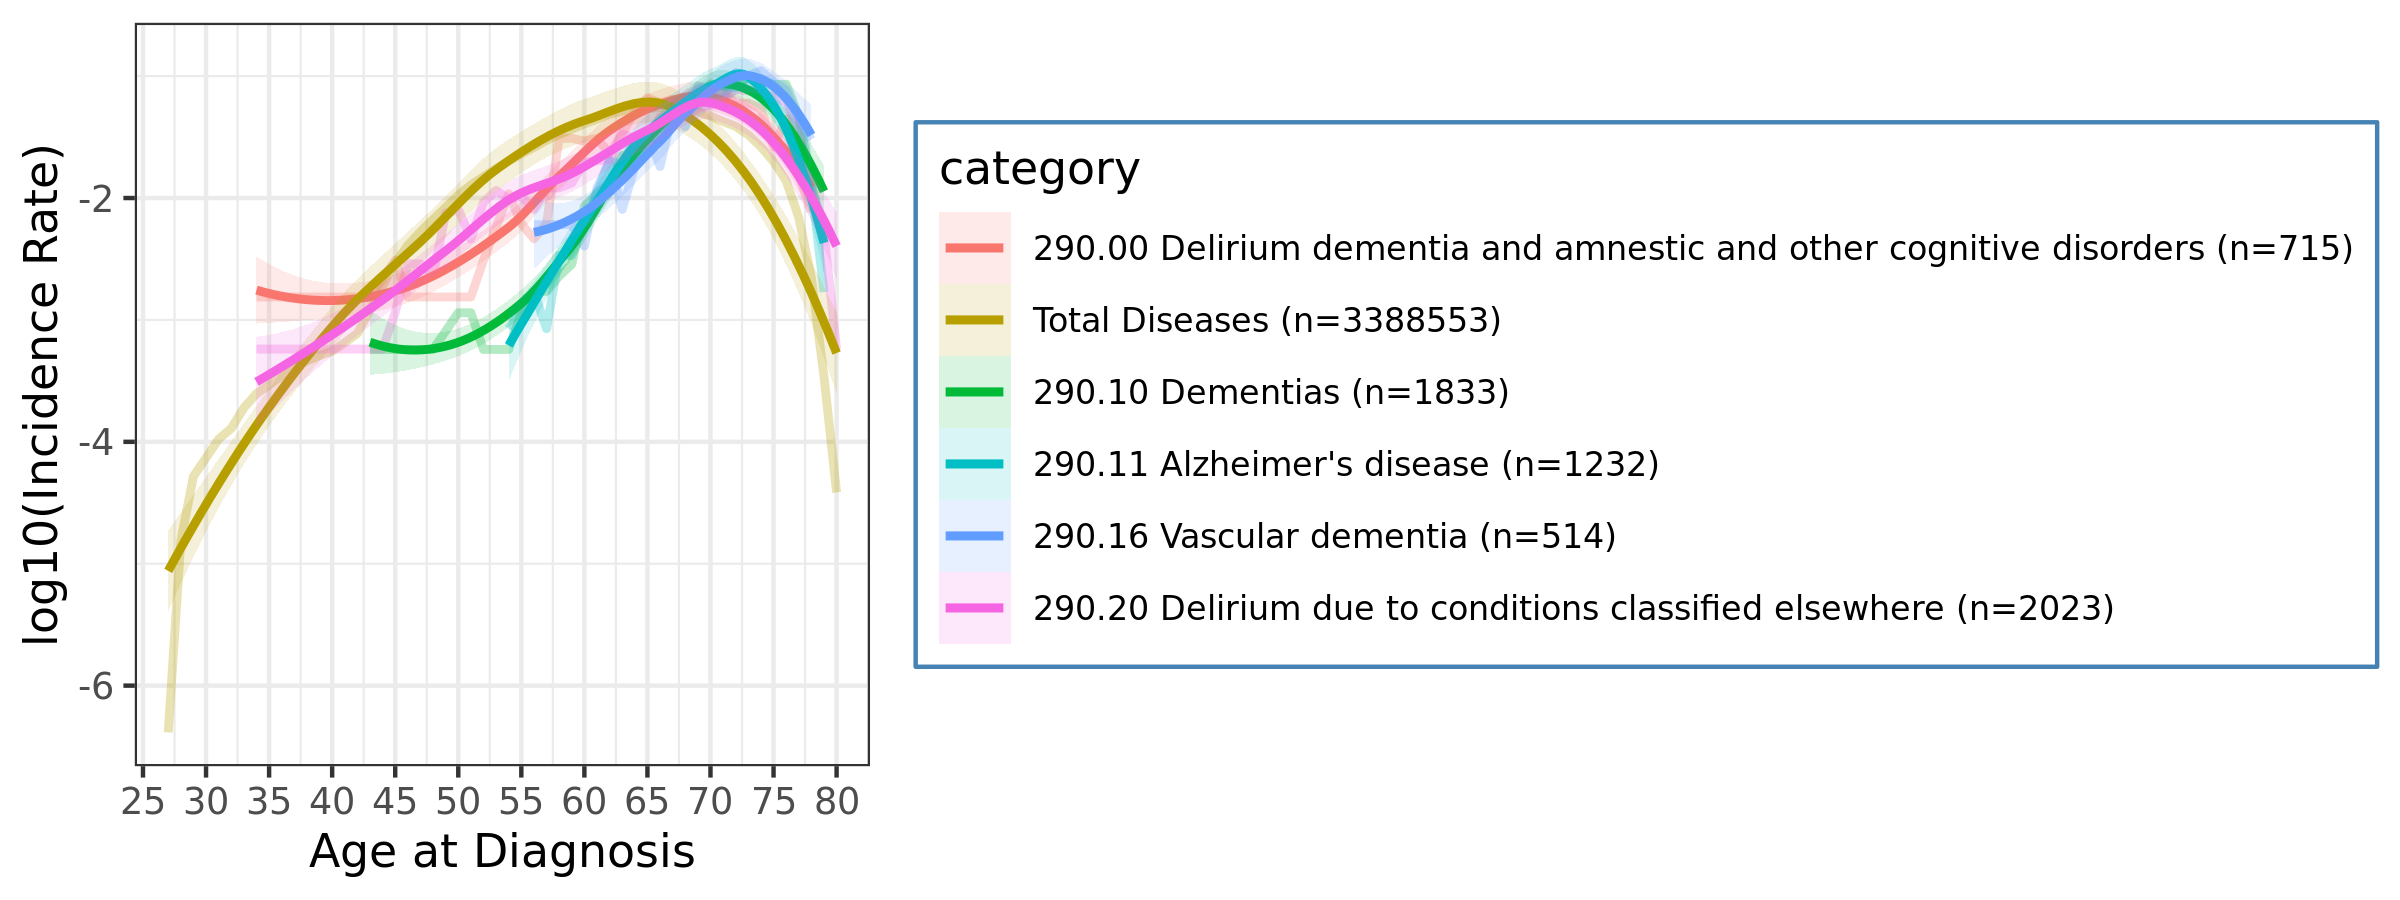 log10(Incidence Rate)
-2
-4
-6
25 30 35 40 45 50 55 60 65 70 75 80
Age at Diagnosis
category
290.00 Delirium dementia and amnestic and other cognitive disorders (n=715)
Total Diseases (n=3388553)
290.10 Dementias (n=1833)
290.11 Alzheimer's disease (n=1232)
290.16 Vascular dementia (n=514)
290.20 Delirium due to conditions classified elsewhere (n=2023)